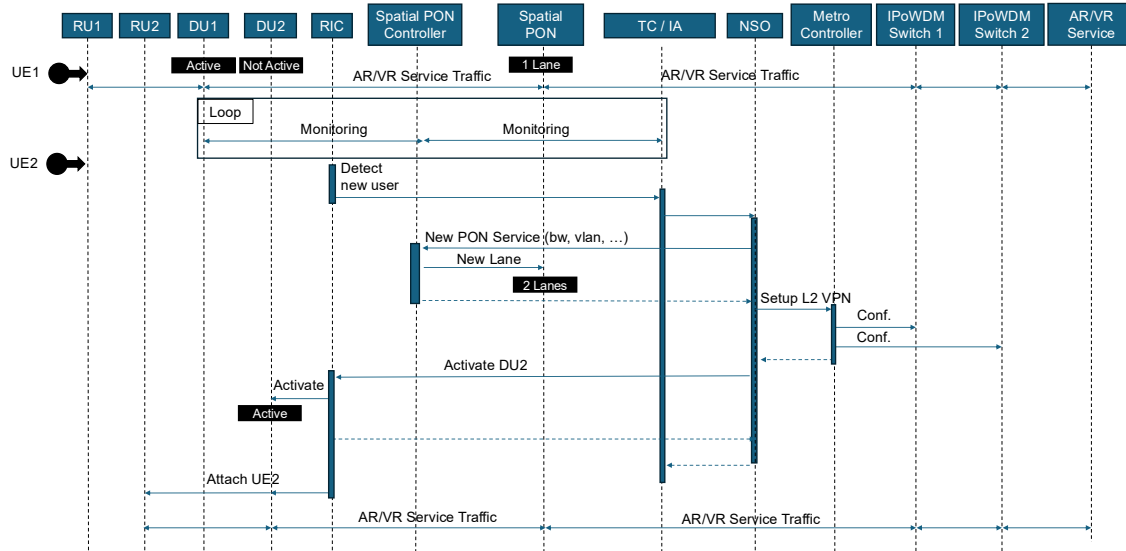 RU1
RU2
DU1
DU2
RIC
Spatial PON
Controller
Spatial
PON
TC / IA
NSO
Metro
Controller
IPoWDM
Switch 1
IPoWDM
Switch 2
AR/VR
Service
UE1
Active
Not Active
1 Lane
AR/VR Service Traffic
AR/VR Service Traffic
Loop
Monitoring
Monitoring
UE2
Detect
new user
New PON Service (bw, vlan, …)
New Lane
2 Lanes
Setup L2 VPN
Conf.
Conf.
Activate DU2
Activate
Active
Attach UE2
AR/VR Service Traffic
AR/VR Service Traffic